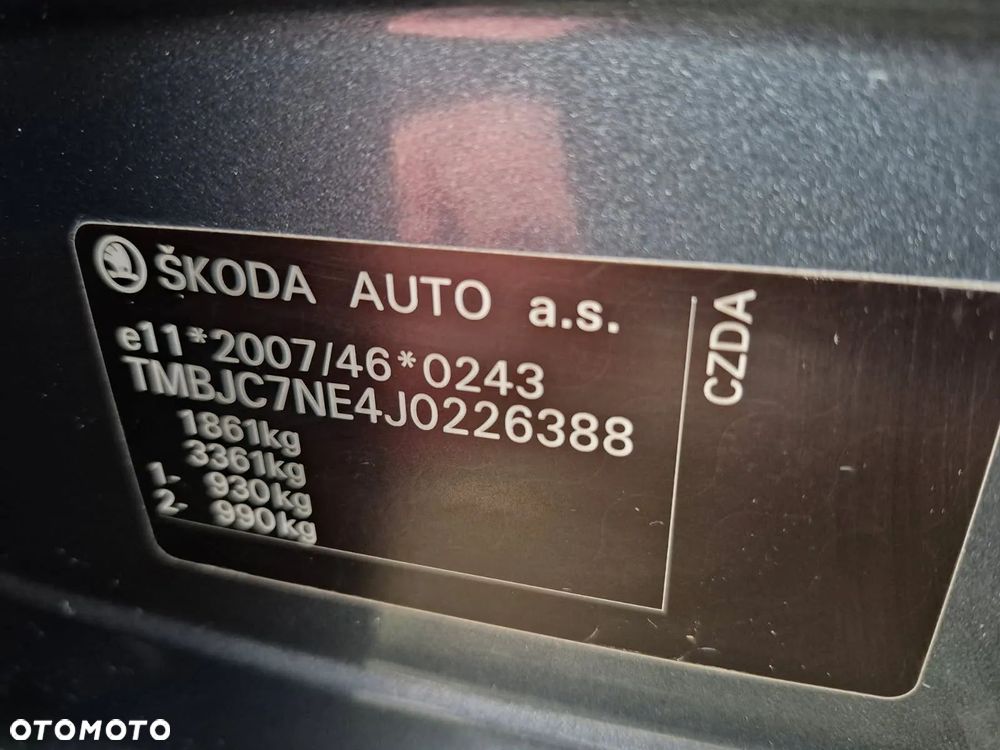 ŠKODA AUTO a.s.
e11*2007/46*0243
TMBJC7NE4J0226388
1861kg
3361kg
1- 930kg
2- 990kg
CZDA
OTOMOTO